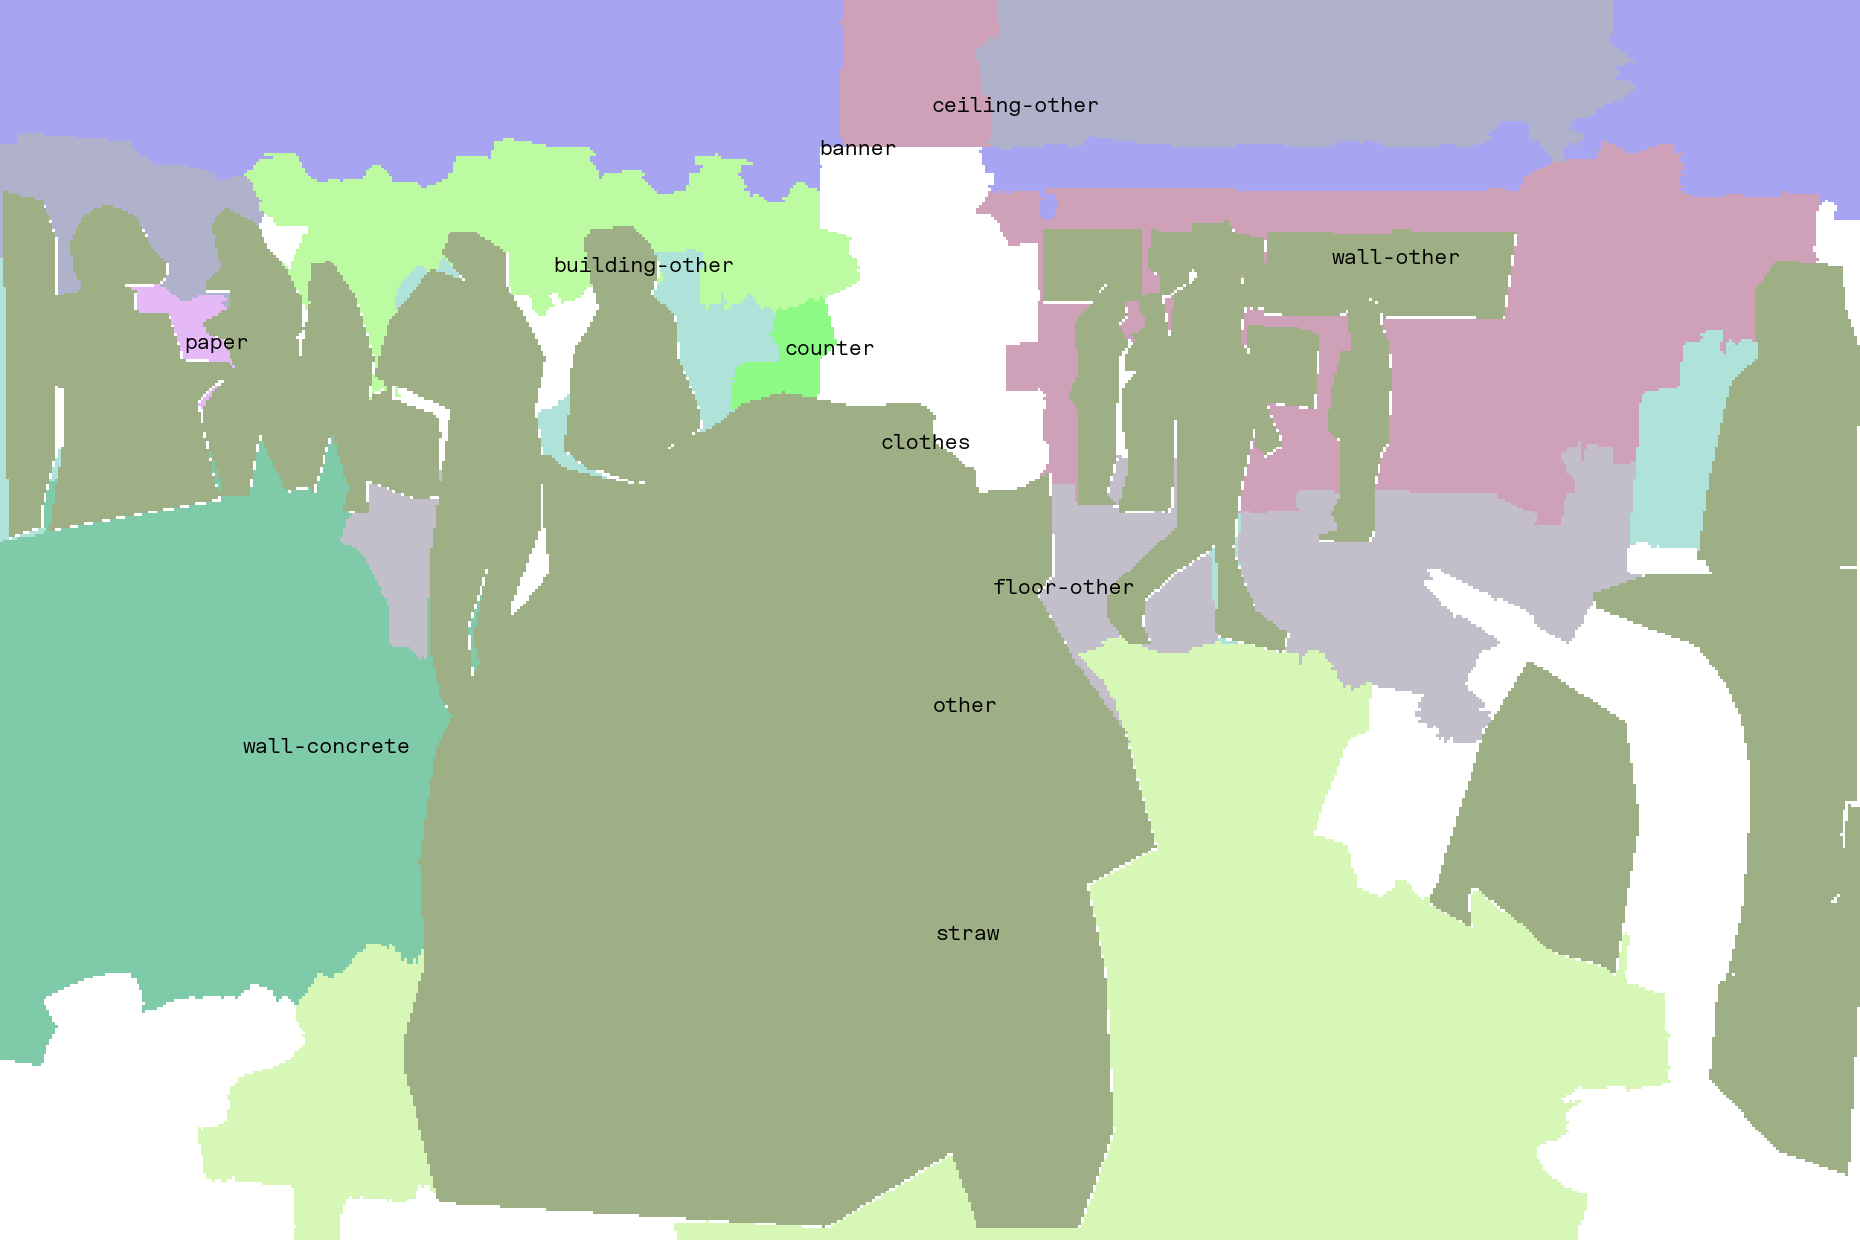 ceiling-other
banner
wall-other
building-other
paper
counter
clothes
floor-other
other
wall-concrete
straw